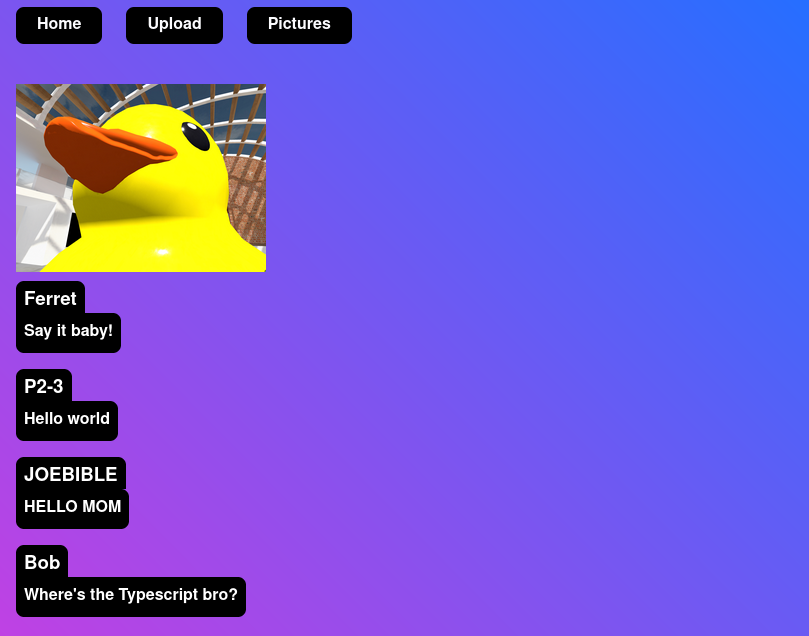 Home Upload Pictures
Ferret
Say it baby!
P2-3
Hello world
JOEBIBLE
HELLO MOM
Bob
Where's the Typescript bro?